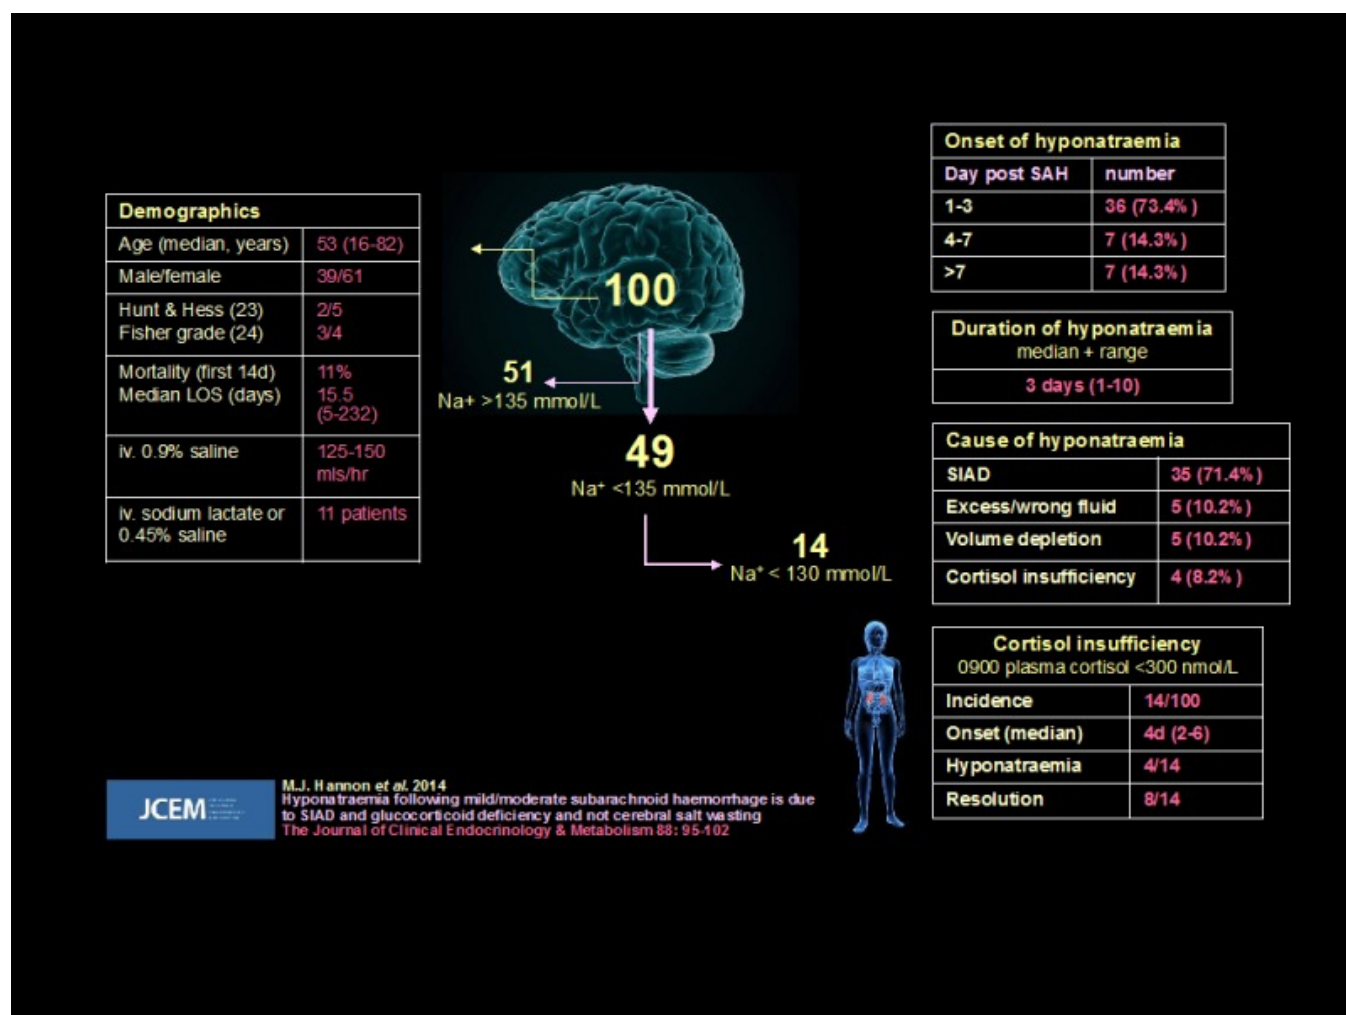 Demographics
Age (median, years) 53 (16-82)
Male/female 39/61
Hunt & Hess (23) 2/5
Fisher grade (24) 3/4
Mortality (first 14d) 11%
Median LOS (days) 15.5
(5-232)
iv. 0.9% saline 125-150
mls/hr
iv. sodium lactate or 11 patients
0.45% saline
100
51
Na+ >135 mmol/L
49
Na⁺ <135 mmol/L
14
Na⁺ < 130 mmol/L
Onset of hyponatraemia
Day post SAH number
1-3 36 (73.4%)
4-7 7 (14.3%)
>7 7 (14.3%)
Duration of hyponatraemia
median + range
3 days (1-10)
Cause of hyponatraemia
SIAD 35 (71.4%)
Excess/wrong fluid 5 (10.2%)
Volume depletion 5 (10.2%)
Cortisol insufficiency 4 (8.2%)
Cortisol insufficiency
0900 plasma cortisol <300 nmol/L
Incidence 14/100
Onset (median) 4d (2-6)
Hyponatraemia 4/14
Resolution 8/14
JCEM
M.J. Hannon et al. 2014
Hyponatraemia following mild/moderate subarachnoid haemorrhage is due
to SIAD and glucocorticoid deficiency and not cerebral salt wasting
The Journal of Clinical Endocrinology & Metabolism 88: 95-102